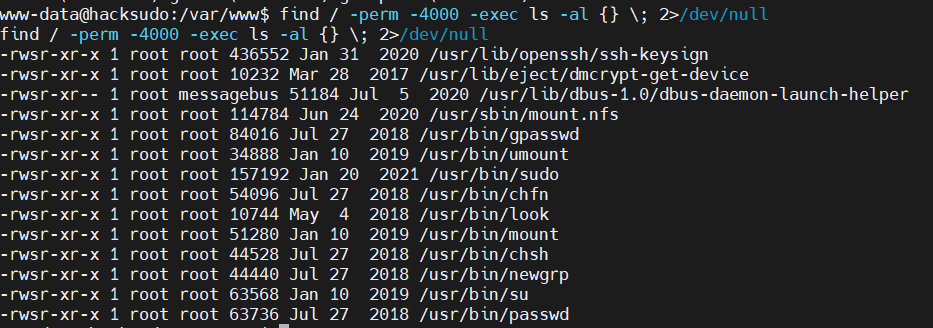 www-data@hacksudo:/var/www$ find / -perm -4000 -exec ls -al {} \; 2>/dev/null
find / -perm -4000 -exec ls -al {} \; 2>/dev/null
-rwsr-xr-x 1 root root 436552 Jan 31  2020 /usr/lib/openssh/ssh-keysign
-rwsr-xr-x 1 root root 10232 Mar 28  2017 /usr/lib/eject/dmcrypt-get-device
-rwsr-xr-- 1 root messagebus 51184 Jul  5  2020 /usr/lib/dbus-1.0/dbus-daemon-launch-helper
-rwsr-xr-x 1 root root 114784 Jun 24  2020 /usr/sbin/mount.nfs
-rwsr-xr-x 1 root root 84016 Jul 27  2018 /usr/bin/gpasswd
-rwsr-xr-x 1 root root 34888 Jan 10  2019 /usr/bin/umount
-rwsr-xr-x 1 root root 157192 Jan 20  2021 /usr/bin/sudo
-rwsr-xr-x 1 root root 54096 Jul 27  2018 /usr/bin/chfn
-rwsr-xr-x 1 root root 10744 May  4  2018 /usr/bin/look
-rwsr-xr-x 1 root root 51280 Jan 10  2019 /usr/bin/mount
-rwsr-xr-x 1 root root 44528 Jul 27  2018 /usr/bin/chsh
-rwsr-xr-x 1 root root 44440 Jul 27  2018 /usr/bin/newgrp
-rwsr-xr-x 1 root root 63568 Jan 10  2019 /usr/bin/su
-rwsr-xr-x 1 root root 63736 Jul 27  2018 /usr/bin/passwd